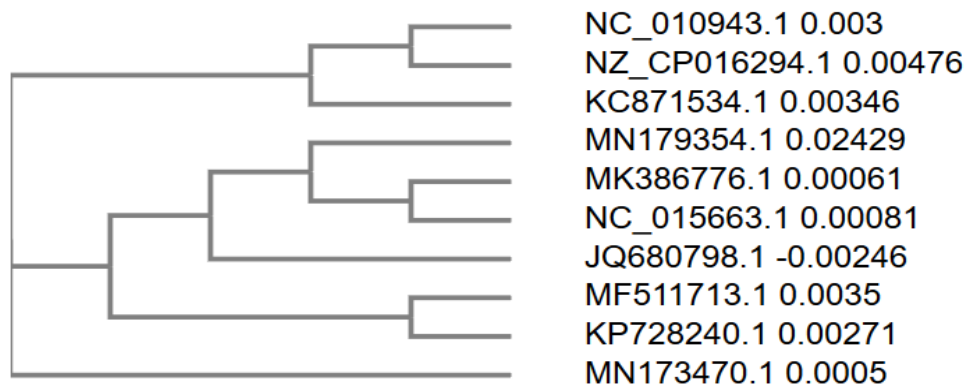 NC_010943.1 0.003
NZ_CP016294.1 0.00476
KC871534.1 0.00346
MN179354.1 0.02429
MK386776.1 0.00061
NC_015663.1 0.00081
JQ680798.1 -0.00246
MF511713.1 0.0035
KP728240.1 0.00271
MN173470.1 0.0005